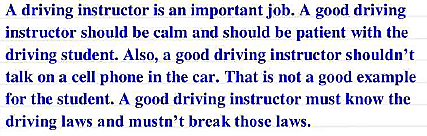 A driving instructor is an important job. A good driving
instructor should be calm and should be patient with the
driving student. Also, a good driving instructor shouldn't
talk on a cell phone in the car. That is not a good example
for the student. A good driving instructor must know the
driving laws and mustn't break those laws.